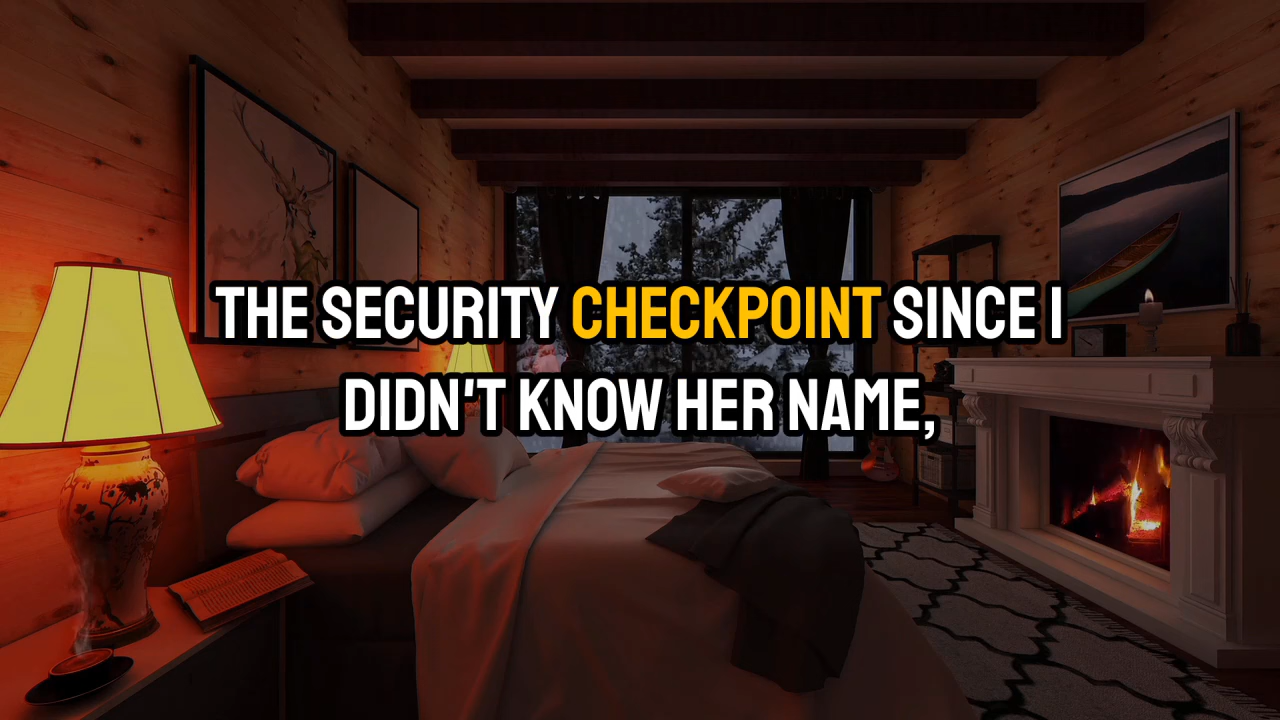 THE SECURITY CHECKPOINT SINCE I
DIDN'T KNOW HER NAME,